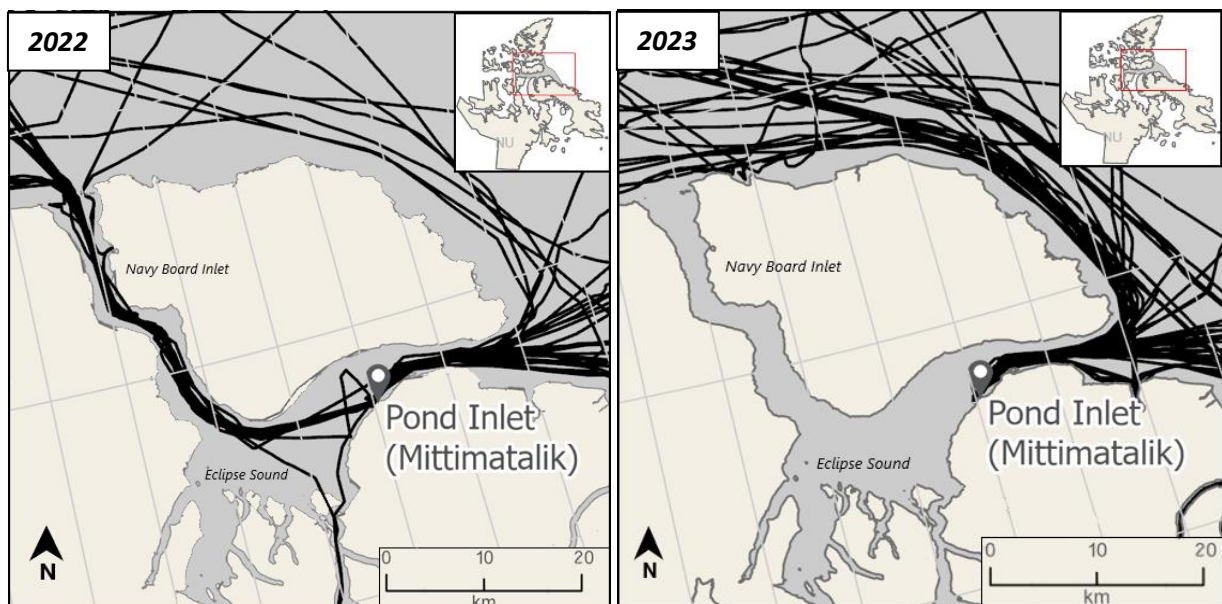 2022
NU
Navy Board Inlet
Pond Inlet
(Mittimatalik)
Eclipse Sound
N
0 10 20
km
2023
NU
Navy Board Inlet
Pond Inlet
(Mittimatalik)
Eclipse Sound
N
0 10 20
km